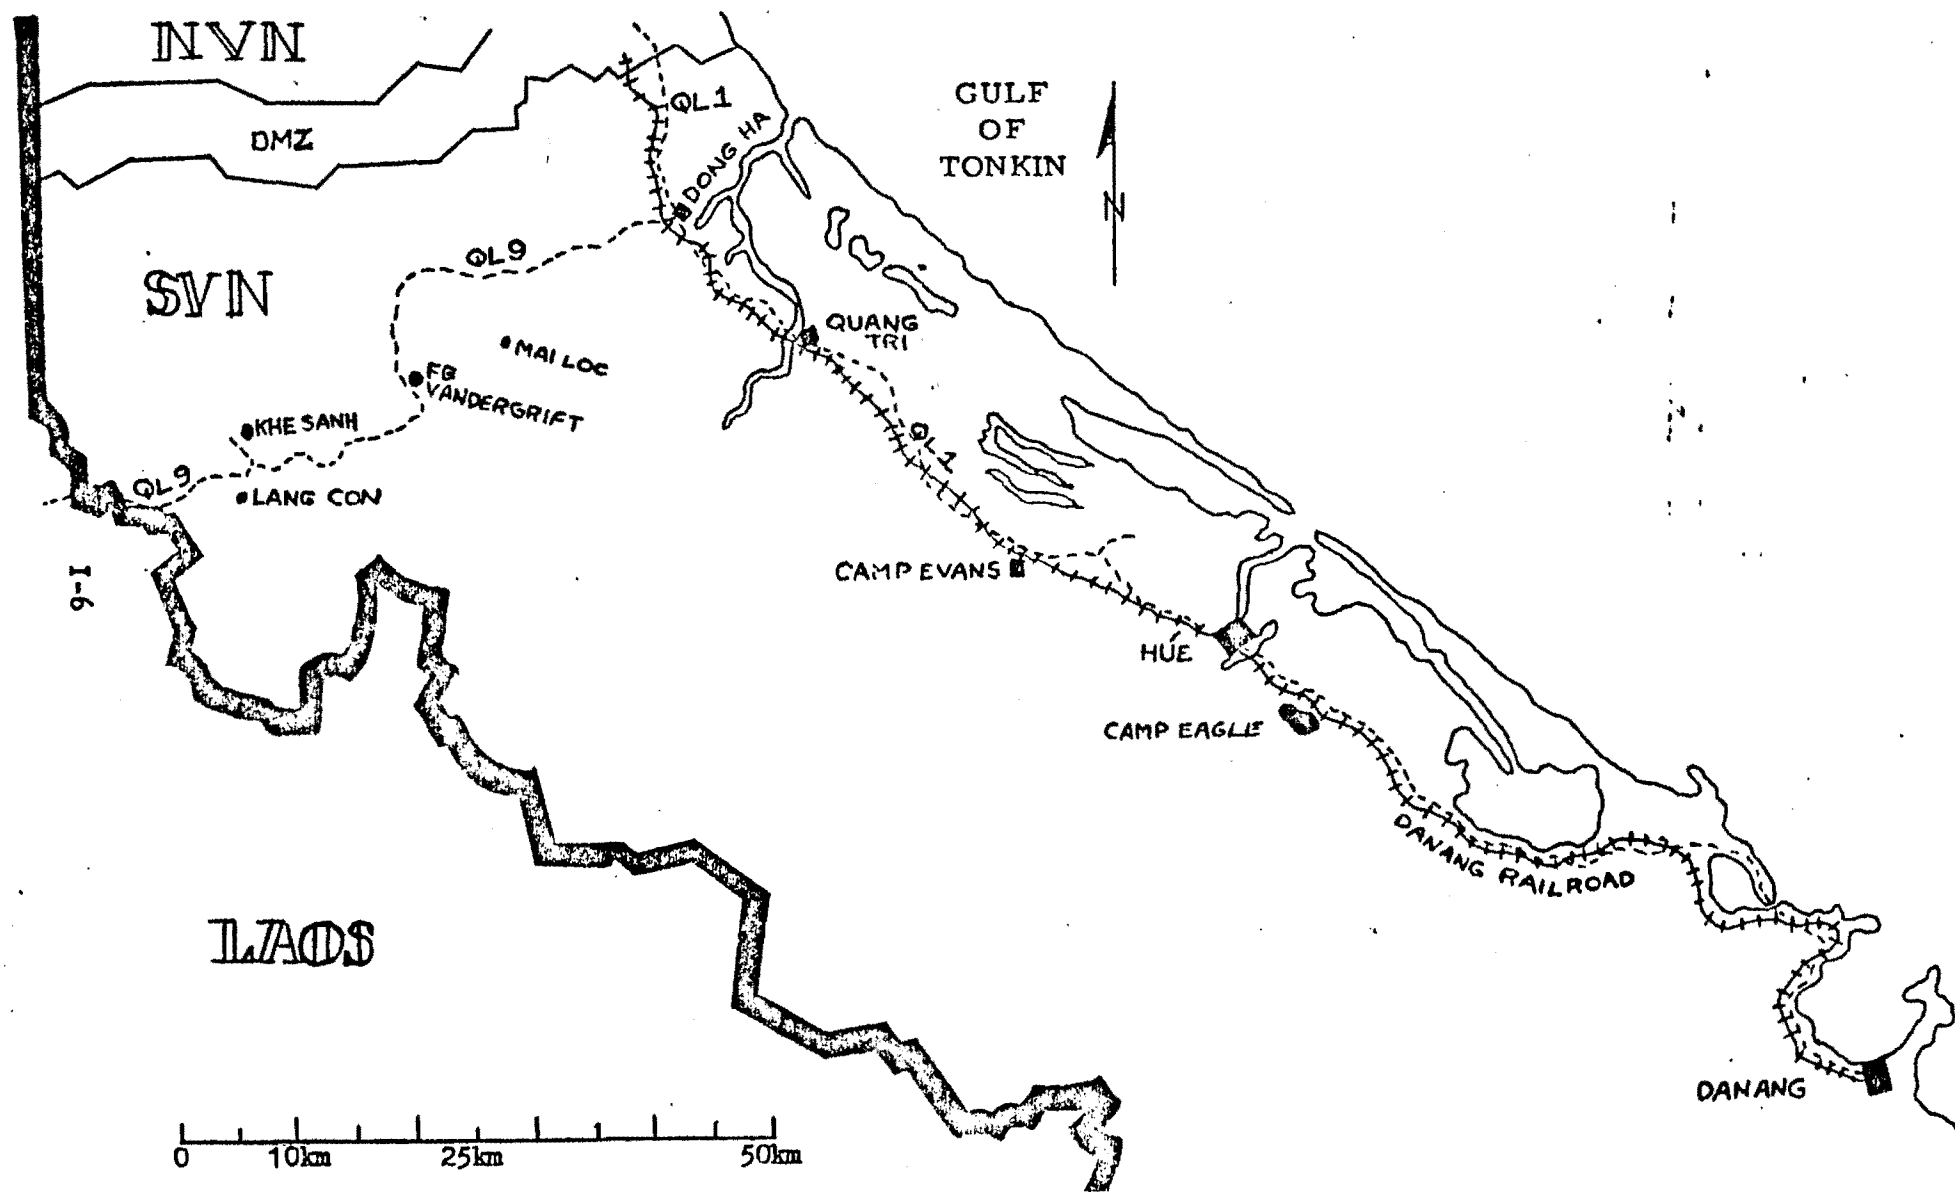 NVN
GULF
OF
TONKIN
QL1
DMZ
DONG HA
N
QL9
SVN
QUANG
TRI
MAI LOC
FB
VANDERGRIFT
KHE SANH
QL1
QL9
LANG CON
CAMP EVANS
I-6
HÚE
CAMP EAGLE
DANANG RAILROAD
LAOS
DANANG
0 10km 25km 50km